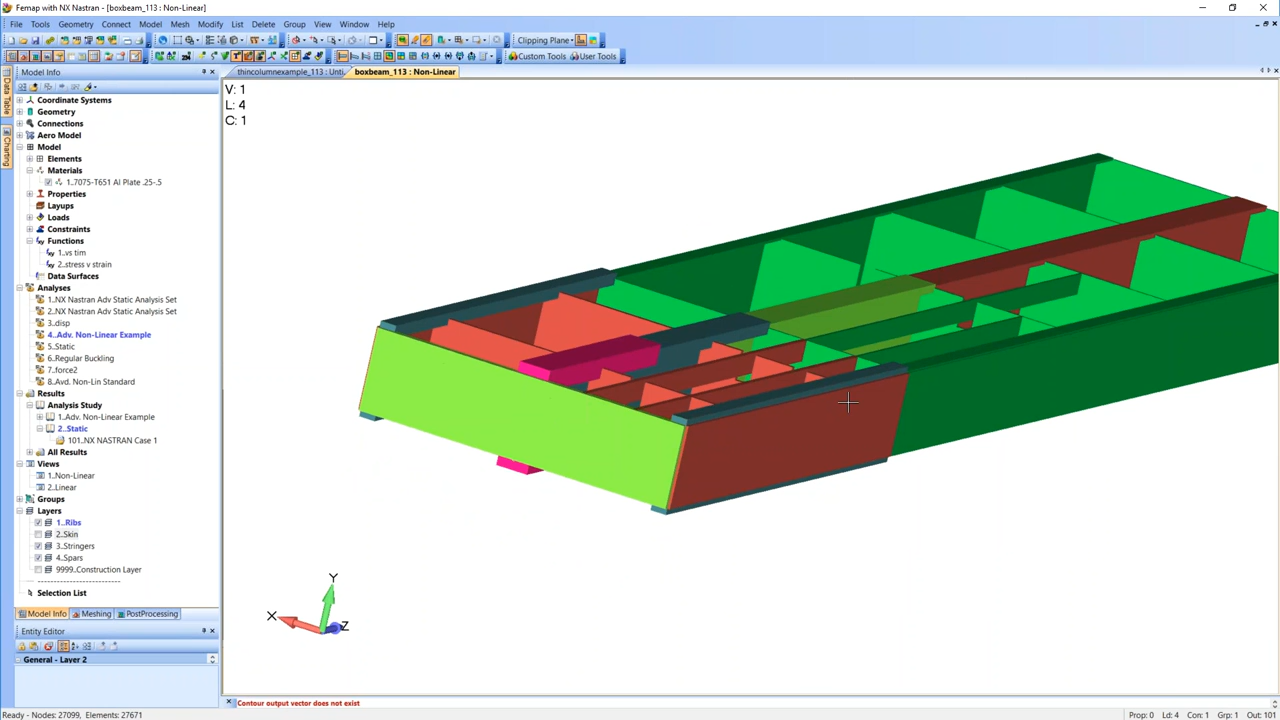 Femap with NX Nastran - [boxbeam_113 : Non-Linear]
File Tools Geometry Connect Model Mesh Modify List Delete Group View Window Help
Clipping Plane
Custom Tools User Tools
Model Info
thincolumnexample_113 : Unti... boxbeam_113 : Non-Linear
Data Table
Charting
V: 1
L: 4
C: 1
Coordinate Systems
Geometry
Connections
Aero Model
Model
Elements
Materials
1..7075-T651 Al Plate .25-.5
Properties
Layups
Loads
Constraints
Functions
1..vs tim
2..stress v strain
Data Surfaces
Analyses
1..NX Nastran Adv Static Analysis Set
2..NX Nastran Adv Static Analysis Set
3..disp
4..Adv. Non-Linear Example
5..Static
6..Regular Buckling
7..force2
8..Avd. Non-Lin Standard
Results
Analysis Study
1..Adv. Non-Linear Example
2..Static
101..NX NASTRAN Case 1
All Results
Views
1..Non-Linear
2..Linear
Groups
Layers
1..Ribs
2..Skin
3..Stringers
4..Spars
9999..Construction Layer
Selection List
Model Info Meshing PostProcessing
Entity Editor
General - Layer 2
Y
X
Z
Contour output vector does not exist
Ready - Nodes: 27099, Elements: 27671 Prop: 0 Ld: 4 Con: 1 Grp: 1 Out: 101